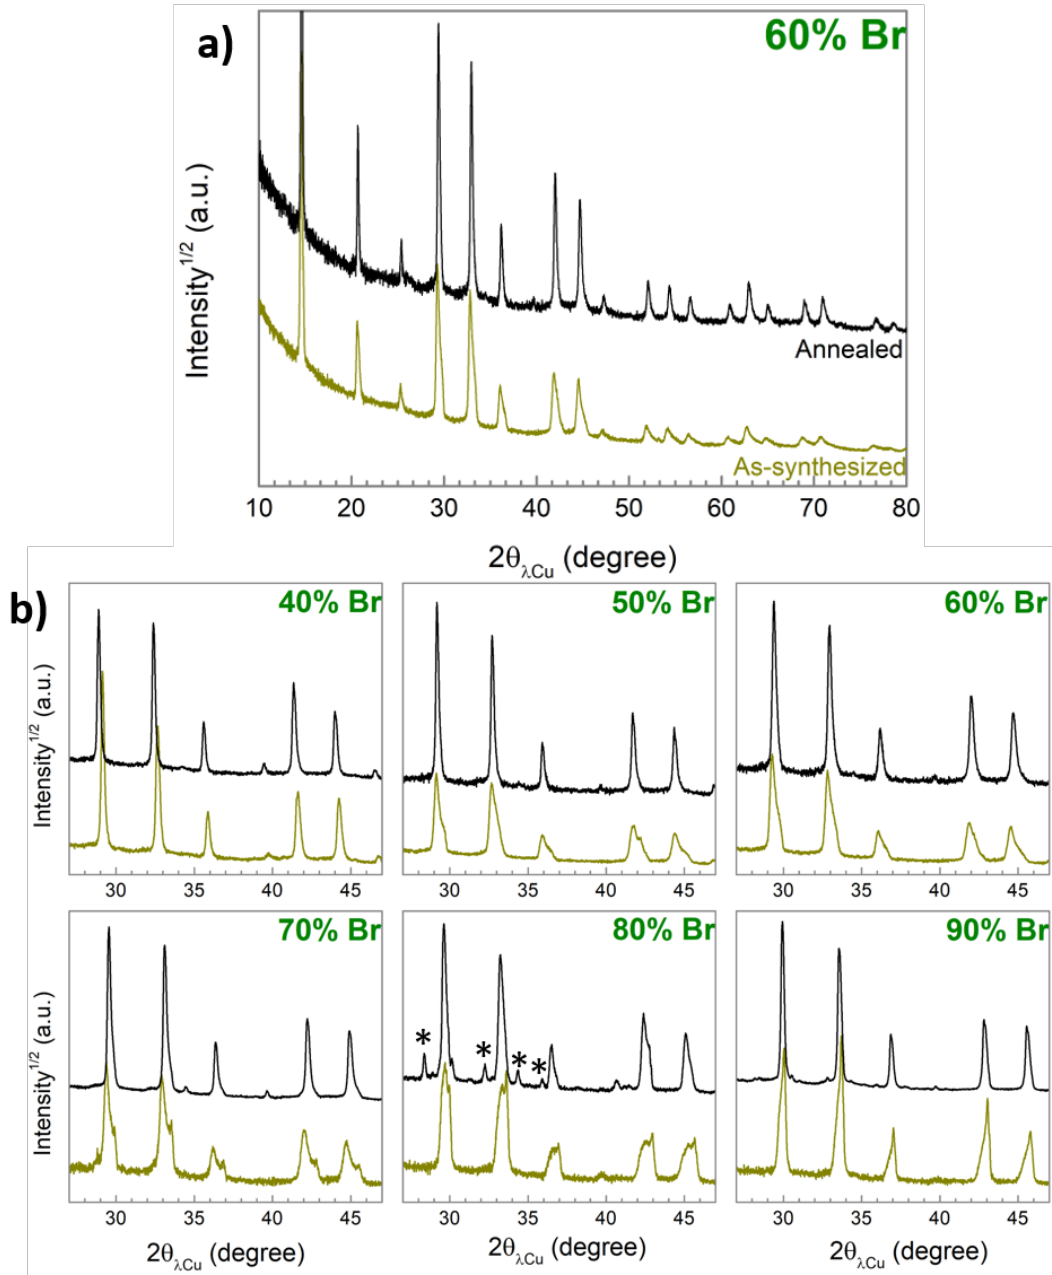 a)
60% Br
Intensity1/2 (a.u.)
Annealed
As-synthesized
10 20 30 40 50 60 70 80
2θλCu (degree)
b)
40% Br 50% Br 60% Br
Intensity1/2 (a.u.)
30 35 40 45 30 35 40 45 30 35 40 45
70% Br 80% Br 90% Br
* * * *
Intensity1/2 (a.u.)
30 35 40 45 30 35 40 45 30 35 40 45
2θλCu (degree) 2θλCu (degree) 2θλCu (degree)